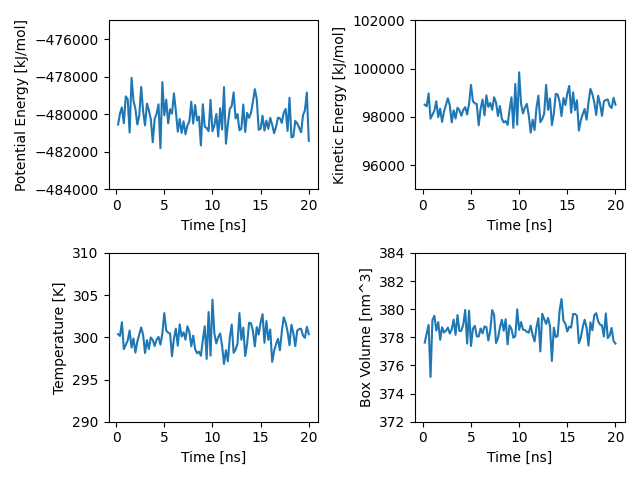 Potential Energy [kJ/mol]
−476000
−478000
−480000
−482000
−484000
0 5 10 15 20
Time [ns]
Kinetic Energy [kJ/mol]
102000
100000
98000
96000
0 5 10 15 20
Time [ns]
Temperature [K]
310
305
300
295
290
0 5 10 15 20
Time [ns]
Box Volume [nm^3]
384
382
380
378
376
374
372
0 5 10 15 20
Time [ns]